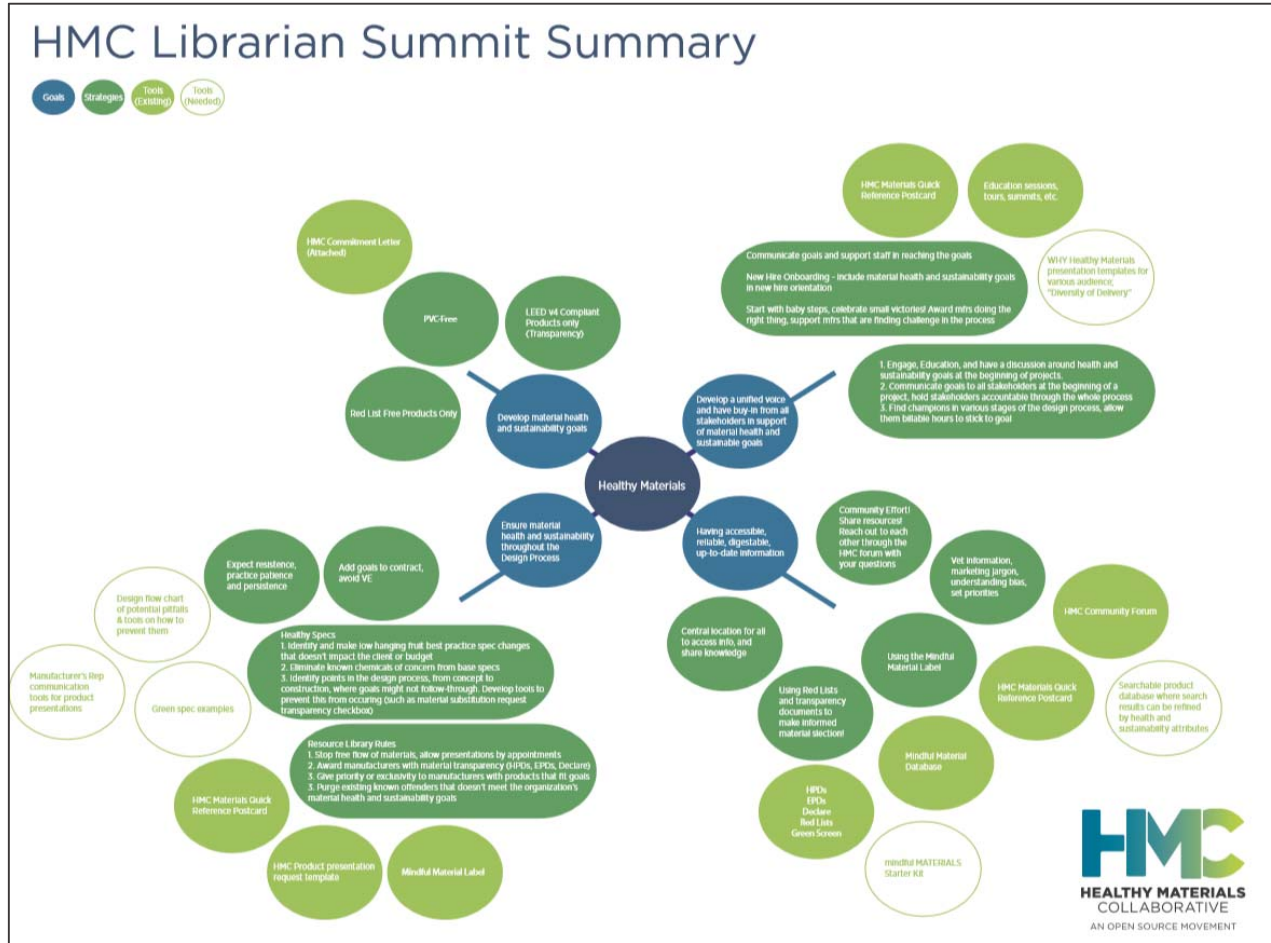 HMC Librarian Summit Summary
Goals
Strategies
Tools
(Existing)
Tools
(Needed)
HMC Commitment Letter
(Attached)
PVC-Free
LEED v4 Compliant
Products only
(Transparency)
Red List Free Products Only
Develop material health
and sustainability goals
HMC Materials Quick
Reference Postcard
Education sessions,
tours, summits, etc.
Communicate goals and support staff in reaching the goals
New Hire Onboarding - include material health and sustainability goals
in new hire orientation
Start with baby steps, celebrate small victories! Award mfrs doing the
right thing, support mfrs that are finding challenge in the process
WHY Healthy Materials
presentation templates for
various audience;
"Diversity of Delivery"
1. Engage, Education, and have a discussion around health and
sustainability goals at the beginning of projects.
2. Communicate goals to all stakeholders at the beginning of a
project, hold stakeholders accountable through the whole process
3. Find champions in various stages of the design process, allow
them billable hours to stick to goal
Develop a unified voice
and have buy-in from all
stakeholders in support
of material health and
sustainable goals
Healthy Materials
Ensure material
health and sustainability
throughout the
Design Process
Expect resistence,
practice patience
and persistence
Add goals to contract,
avoid VE
Design flow chart
of potential pitfalls
& tools on how to
prevent them
Manufacturer's Rep
communication
tools for product
presentations
Green spec examples
Healthy Specs
1. Identify and make low hanging fruit best practice spec changes
that doesn't impact the client or budget
2. Eliminate known chemicals of concern from base specs
3. Identify points in the design process, from concept to
construction, where goals might not follow-through. Develop tools to
prevent this from occuring (such as material substitution request
transparency checkbox)
Resource Library Rules
1. Stop free flow of materials, allow presentations by appointments
2. Award manufacturers with material transparency (HPDs, EPDs, Declare)
3. Give priority or exclusivity to manufacturers with products that fit goals
3. Purge existing known offenders that doesn't meet the organization's
material health and sustainability goals
HMC Materials Quick
Reference Postcard
HMC Product presentation
request template
Mindful Material Label
Having accessible,
reliable, digestable,
up-to-date information
Community Effort!
Share resources!
Reach out to each
other through the
HMC forum with
your questions
Vet information,
marketing jargon,
understanding bias,
set priorities
Central location for all
to access info, and
share knowledge
Using the Mindful
Material Label
HMC Community Forum
Using Red Lists
and transparency
documents to
make informed
material slection!
HMC Materials Quick
Reference Postcard
Searchable product
database where search
results can be refined
by health and
sustainability attributes
Mindful Material
Database
HPDs
EPDs
Declare
Red Lists
Green Screen
mindful MATERIALS
Starter Kit
HMC
HEALTHY MATERIALS
COLLABORATIVE
AN OPEN SOURCE MOVEMENT